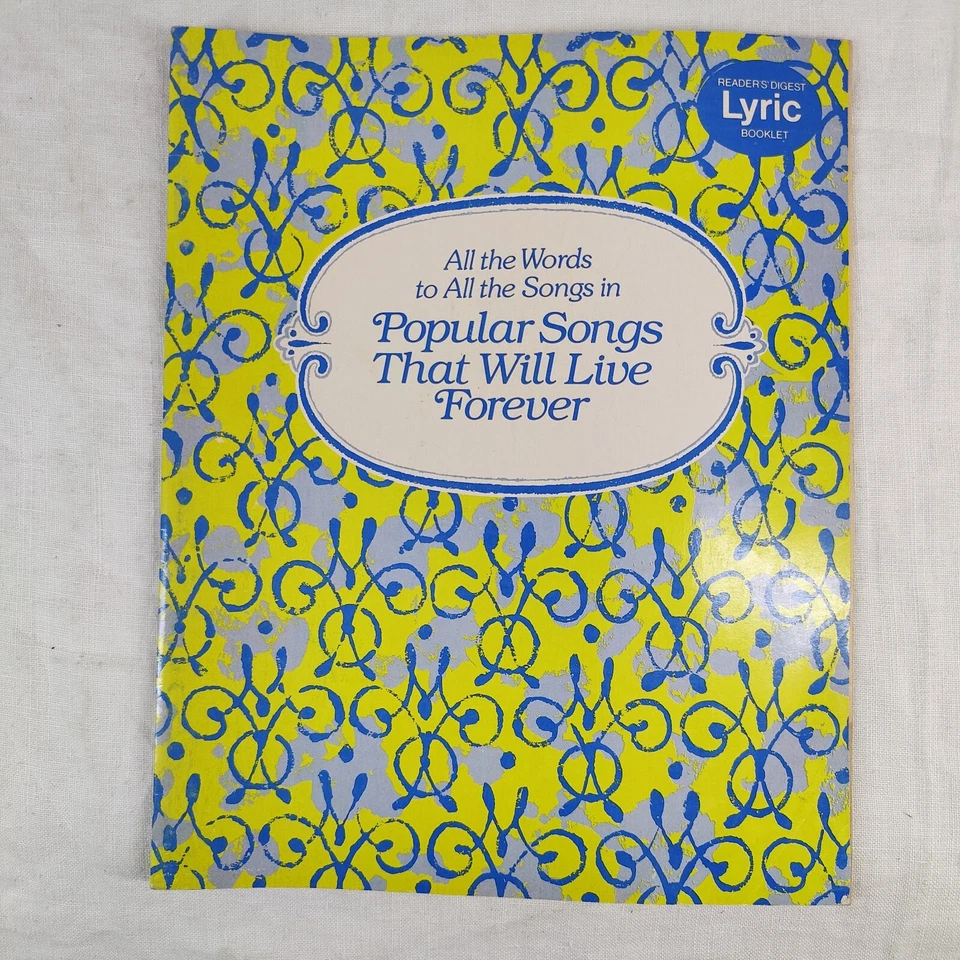 READER'S DIGEST
Lyric
BOOKLET
All the Words
to All the Songs in
Popular Songs
That Will Live
Forever